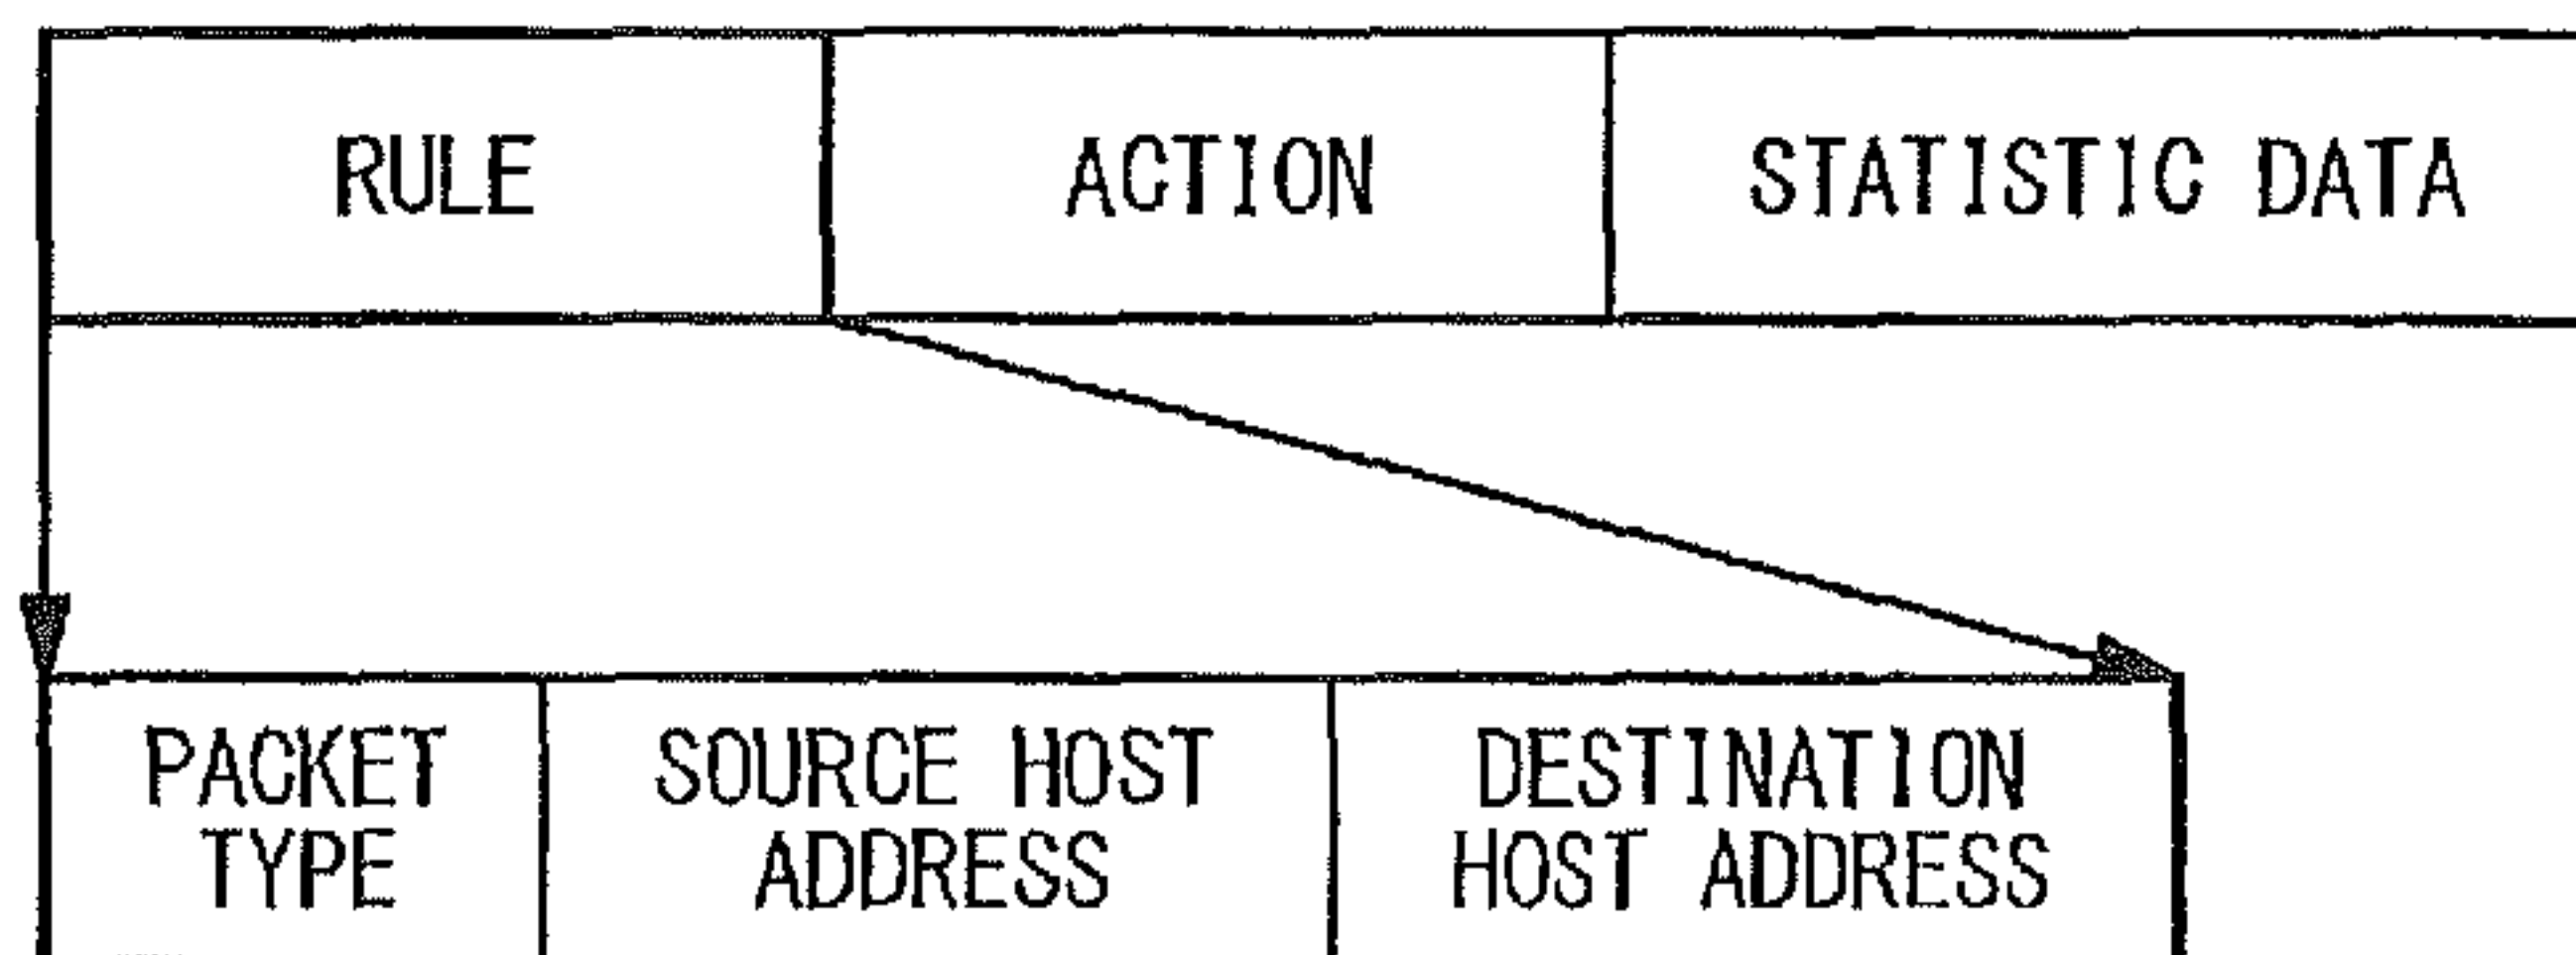 RULE ACTION STATISTIC DATA
PACKET TYPE
SOURCE HOST ADDRESS
DESTINATION HOST ADDRESS